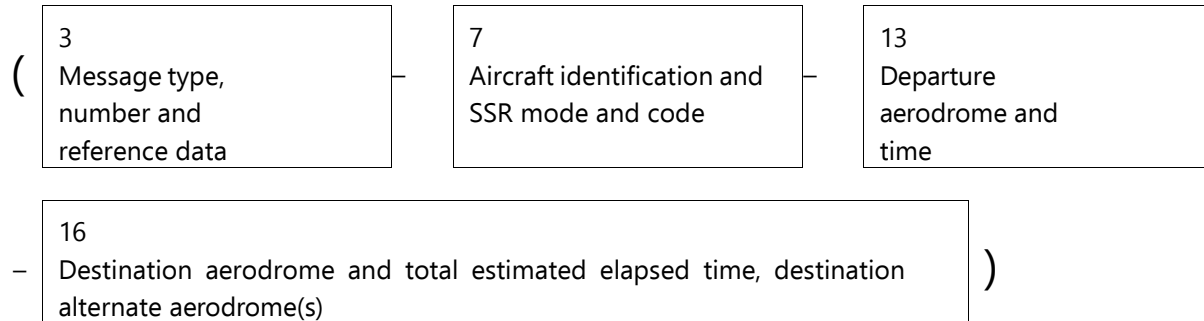 (
3
Message type,
number and
reference data
–
7
Aircraft identification and
SSR mode and code
–
13
Departure
aerodrome and
time
–
16
Destination aerodrome and total estimated elapsed time, destination
alternate aerodrome(s)
)